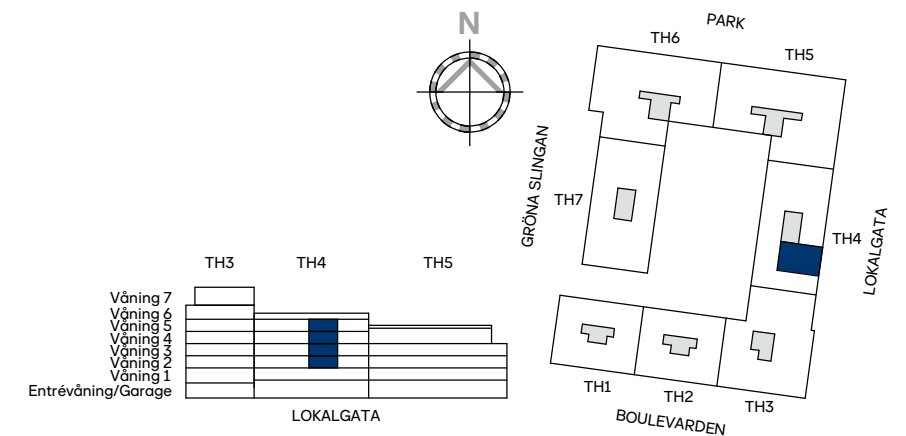 N
PARK
TH6
TH5
GRÖNA SLINGAN
TH7
TH4
LOKALGATA
TH3
TH4
TH5
Våning 7
Våning 6
Våning 5
Våning 4
Våning 3
Våning 2
Våning 1
Entrévåning/Garage
LOKALGATA
TH1
TH2
TH3
BOULEVARDEN